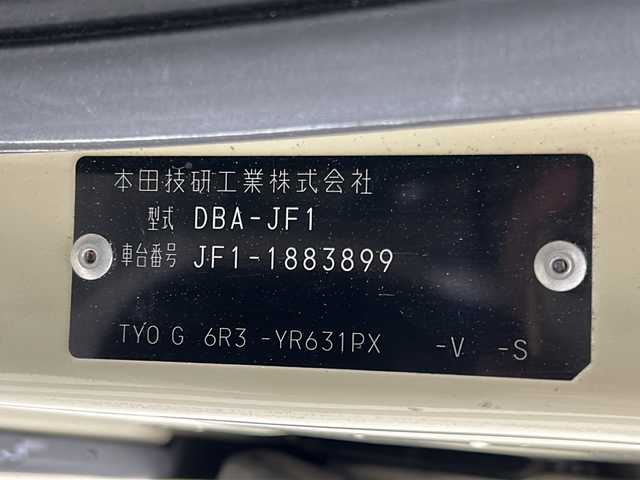 本田技研工業株式会社
型式 DBA-JF1
車台番号 JF1-1883899
TYO G 6R3 -YR631PX -V -S